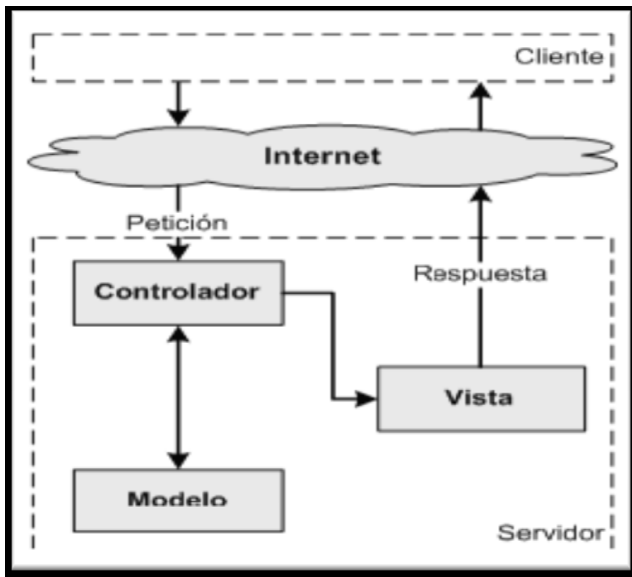 Cliente
Internet
Petición
Controlador
Respuesta
Vista
Modelo
Servidor